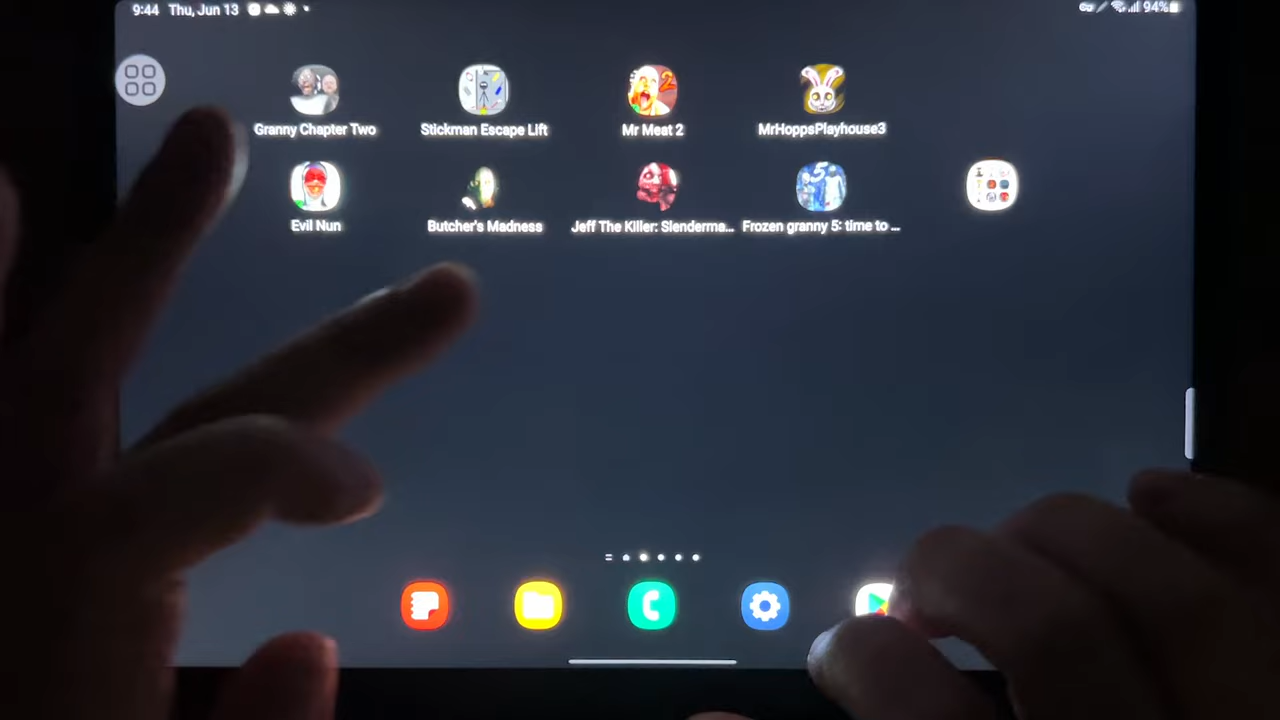 9:44 Thu, Jun 13
94%
Granny Chapter Two
Stickman Escape Lift
Mr Meat 2
MrHoppsPlayhouse3
Evil Nun
Butcher's Madness
Jeff The Killer: Slenderma...
Frozen granny 5: time to ...